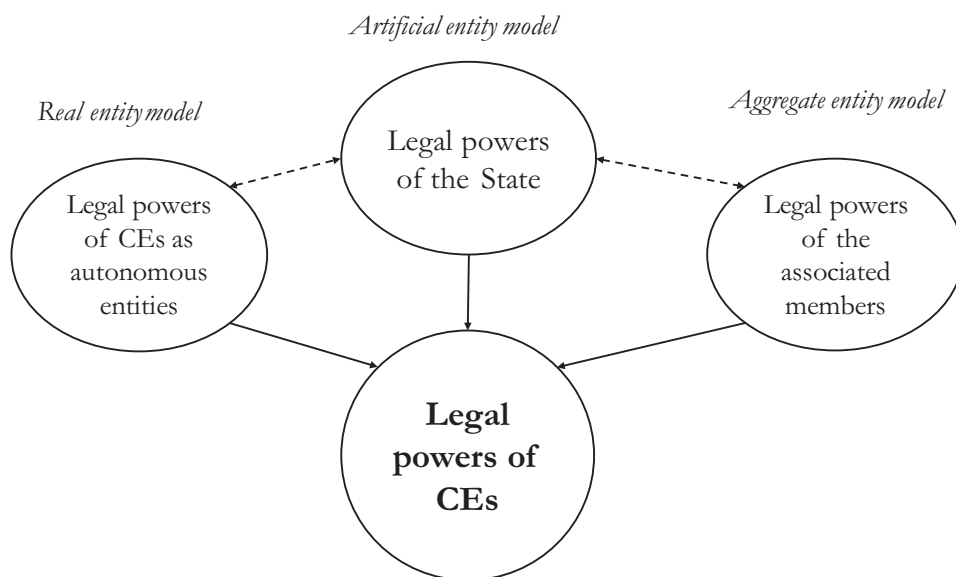 Artificial entity model
Real entity model
Aggregate entity model
Legal powers
of the State
Legal powers
of CEs as
autonomous
entities
Legal powers
of the
associated
members
Legal
powers of
CEs